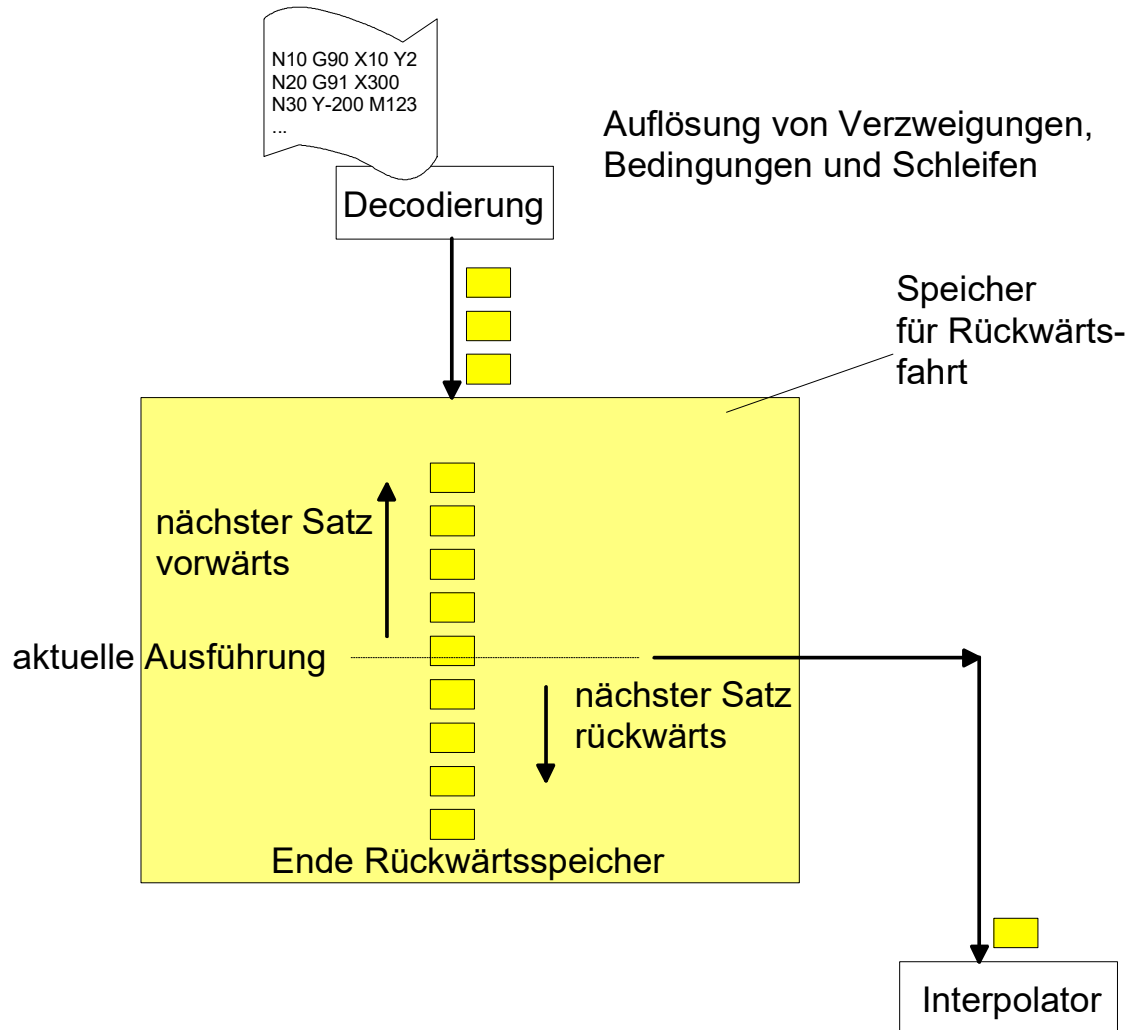 N10 G90 X10 Y2
N20 G91 X300
N30 Y-200 M123
...
Auflösung von Verzweigungen,
Bedingungen und Schleifen
Decodierung
Speicher
für Rückwärts-
fahrt
nächster Satz
vorwärts
aktuelle Ausführung
nächster Satz
rückwärts
Ende Rückwärtsspeicher
Interpolator